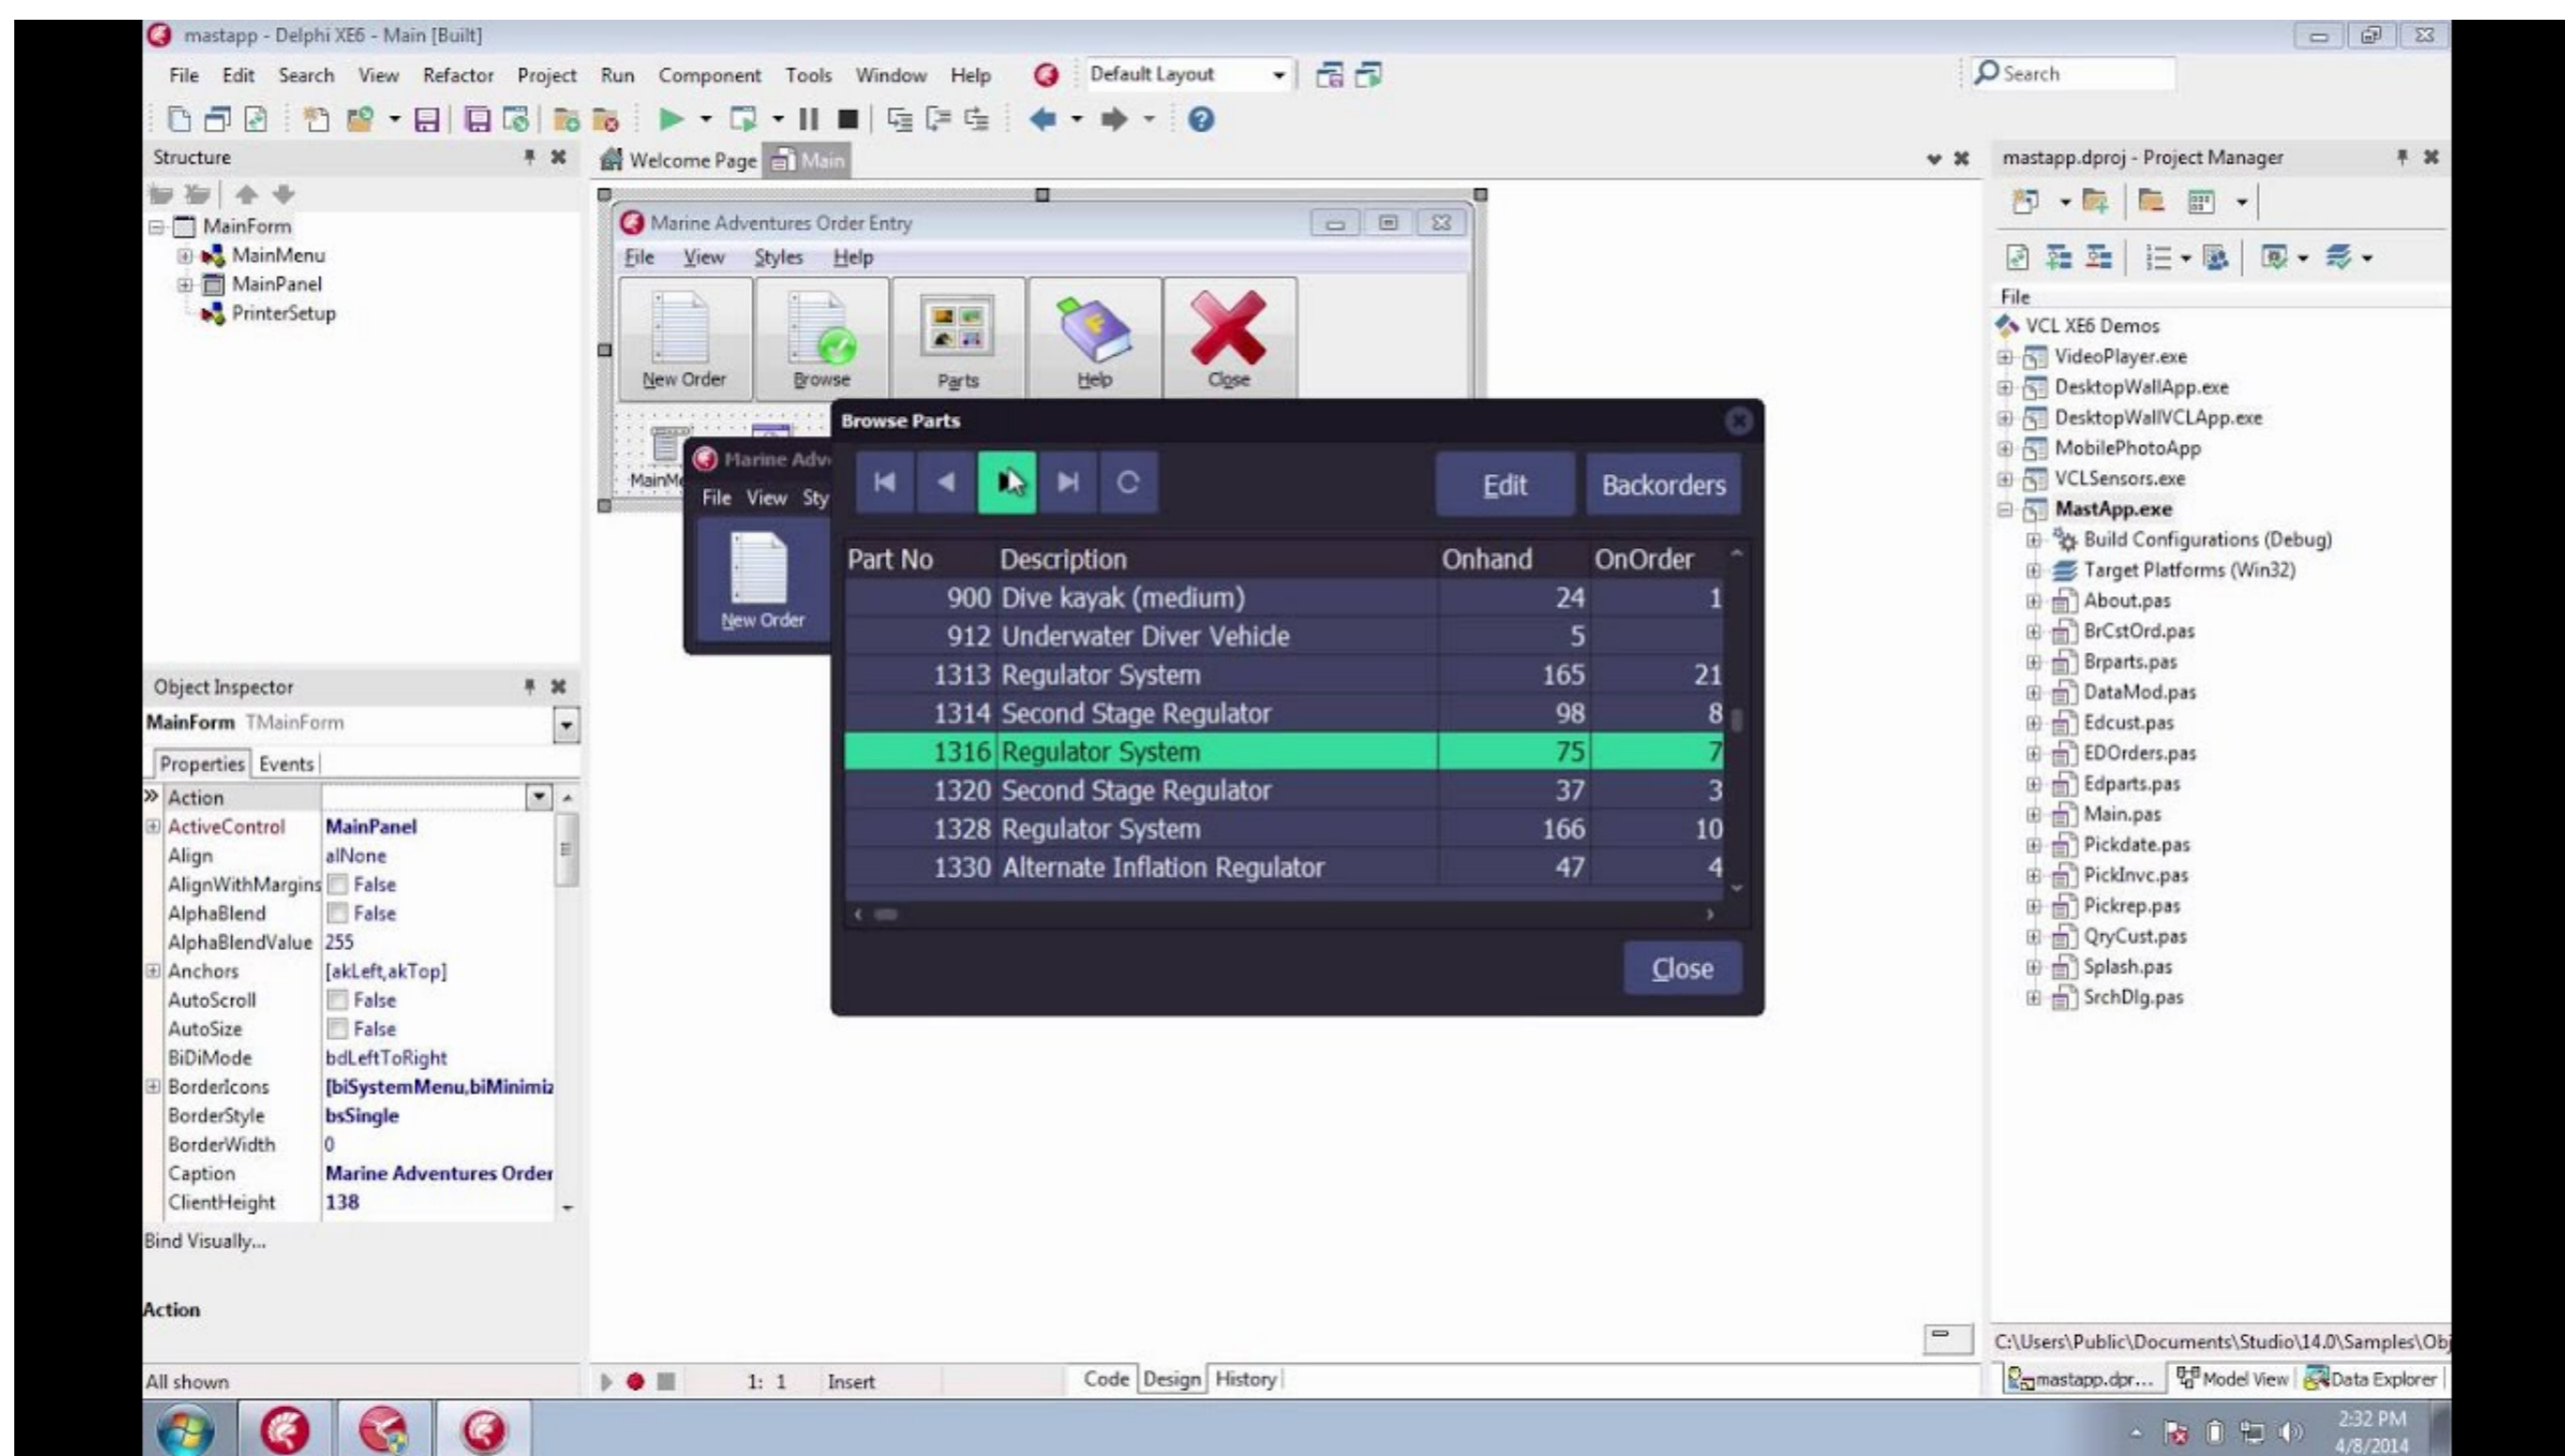 mastapp - Delphi XE6 - Main [Built]
File Edit Search View Refactor Project Run Component Tools Window Help Default Layout Search
Structure
MainForm
MainMenu
MainPanel
PrinterSetup
Object Inspector
MainForm TMainForm
Properties Events
Action
ActiveControl MainPanel
Align alNone
AlignWithMargins False
AlphaBlend False
AlphaBlendValue 255
Anchors [akLeft,akTop]
AutoScroll False
AutoSize False
BiDiMode bdLeftToRight
BorderIcons [biSystemMenu,biMinimiz
BorderStyle bsSingle
BorderWidth 0
Caption Marine Adventures Order
ClientHeight 138
Bind Visually...
Action
All shown
Welcome Page Main
Marine Adventures Order Entry
File View Styles Help
New Order Browse Parts Help Close
MainMe
Marine Adv
File View Sty
New Order
Browse Parts
Edit Backorders
Part No Description Onhand OnOrder
900 Dive kayak (medium) 24 1
912 Underwater Diver Vehicle 5
1313 Regulator System 165 21
1314 Second Stage Regulator 98 8
1316 Regulator System 75 7
1320 Second Stage Regulator 37 3
1328 Regulator System 166 10
1330 Alternate Inflation Regulator 47 4
Close
1: 1 Insert Code Design History
mastapp.dproj - Project Manager
File
VCL XE6 Demos
VideoPlayer.exe
DesktopWallApp.exe
DesktopWallVCLApp.exe
MobilePhotoApp
VCLSensors.exe
MastApp.exe
Build Configurations (Debug)
Target Platforms (Win32)
About.pas
BrCstOrd.pas
Brparts.pas
DataMod.pas
Edcust.pas
EDOrders.pas
Edparts.pas
Main.pas
Pickdate.pas
PickInvc.pas
Pickrep.pas
QryCust.pas
Splash.pas
SrchDlg.pas
C:\Users\Public\Documents\Studio\14.0\Samples\Obj
mastapp.dpr... Model View Data Explorer
2:32 PM
4/8/2014